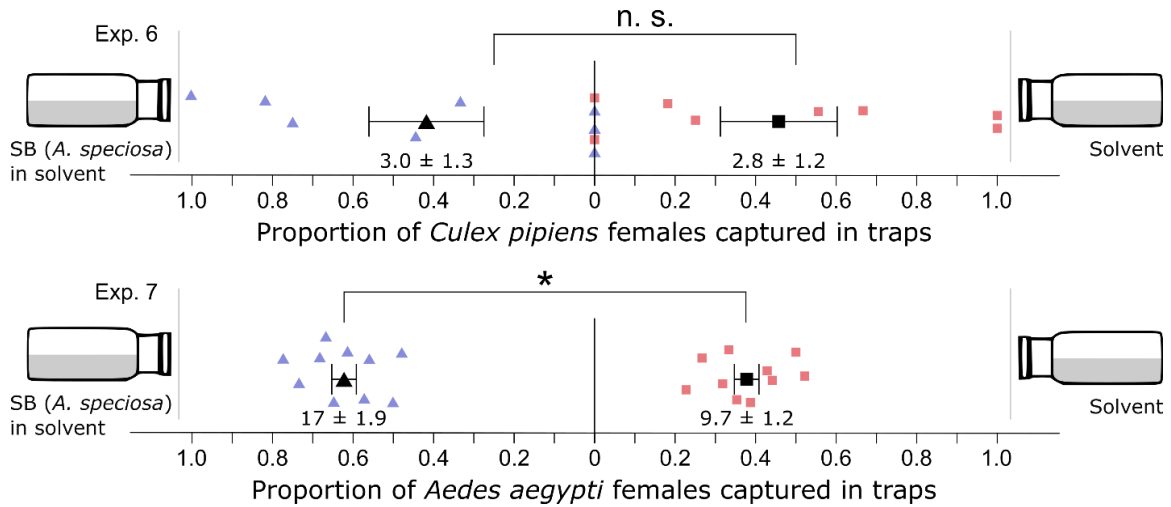 Exp. 6
n. s.
SB (A. speciosa)
in solvent
3.0 ± 1.3
2.8 ± 1.2
Solvent
1.0 0.8 0.6 0.4 0.2 0 0.2 0.4 0.6 0.8 1.0
Proportion of Culex pipiens females captured in traps
Exp. 7
*
SB (A. speciosa)
in solvent
17 ± 1.9
9.7 ± 1.2
Solvent
1.0 0.8 0.6 0.4 0.2 0 0.2 0.4 0.6 0.8 1.0
Proportion of Aedes aegypti females captured in traps